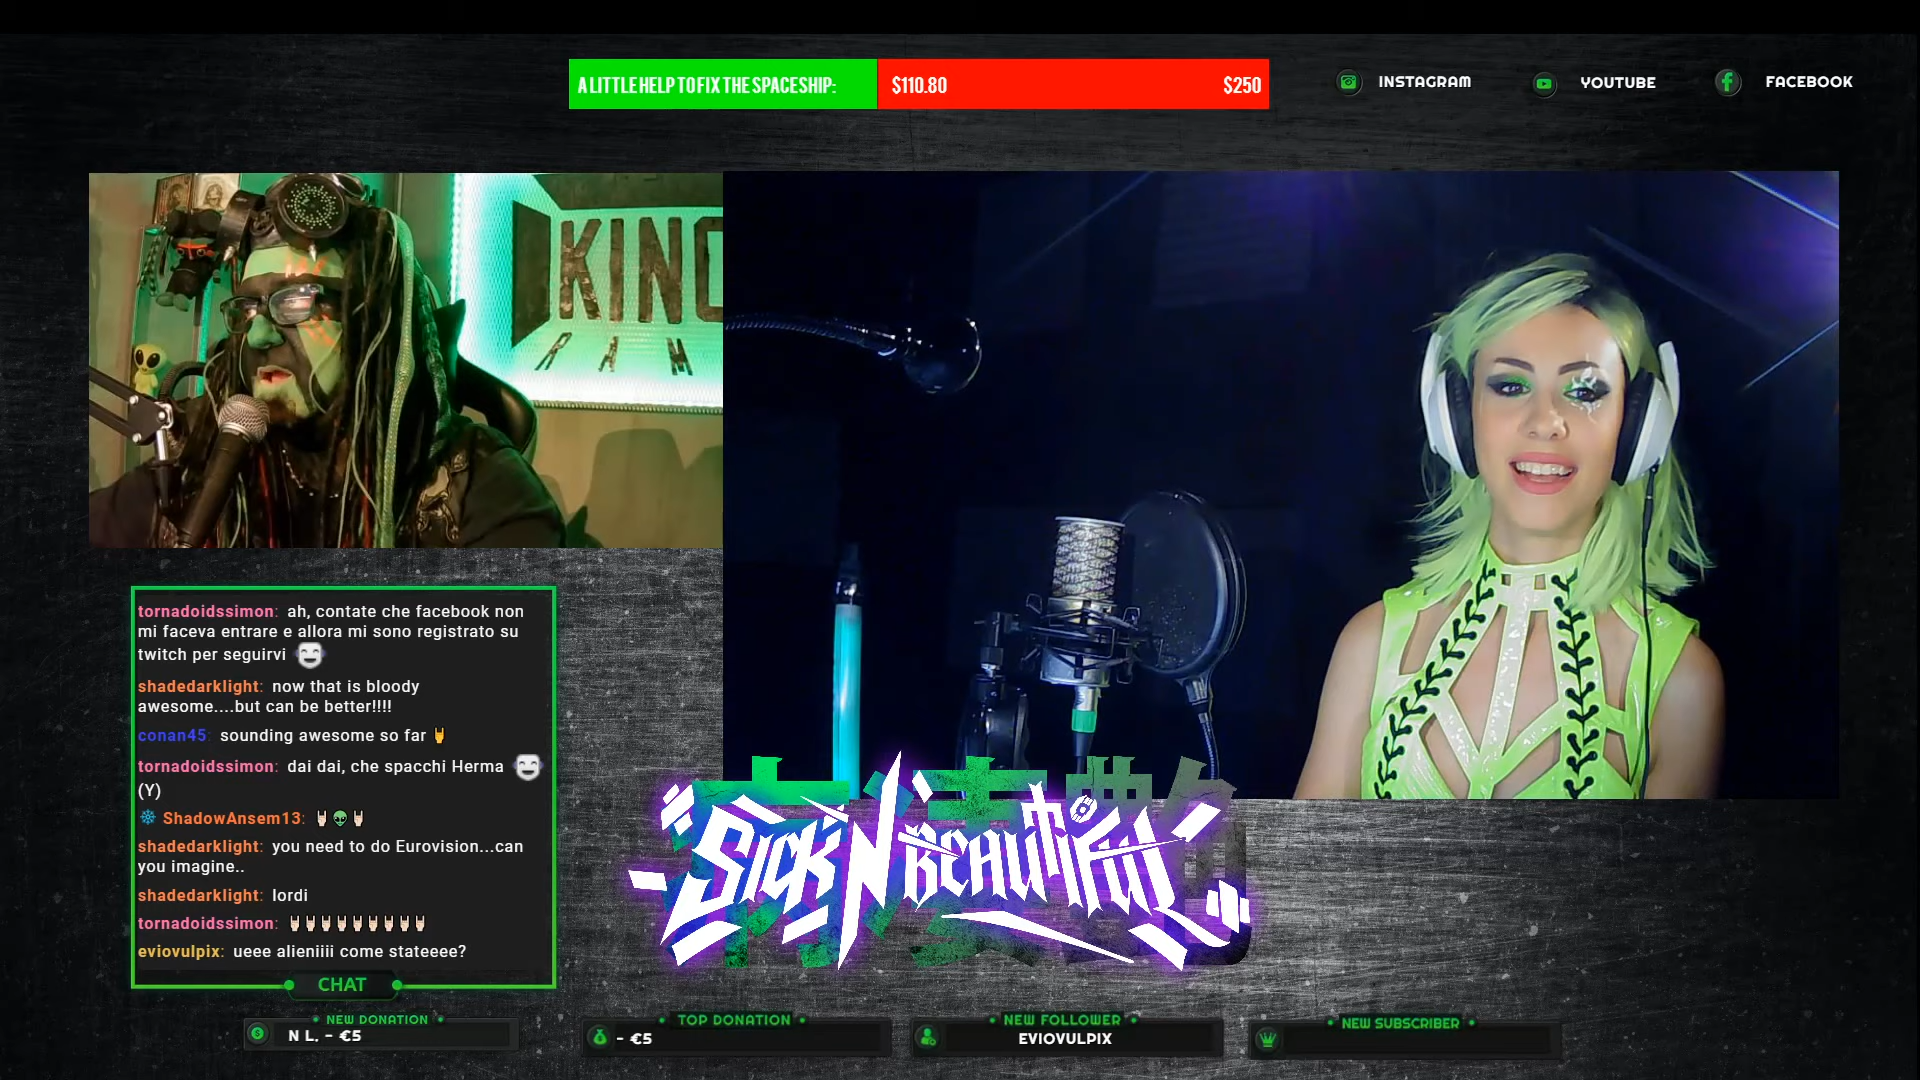 A LITTLE HELP TO FIX THE SPACESHIP: $110.80 $250
INSTAGRAM YOUTUBE FACEBOOK
KING
RAM
tornadoidssimon: ah, contate che facebook non
mi faceva entrare e allora mi sono registrato su
twitch per seguirvi
shadedarklight: now that is bloody
awesome....but can be better!!!!
conan45: sounding awesome so far 🤘
tornadoidssimon: dai dai, che spacchi Herma
(Y)
ShadowAnsem13: 🤘🏻👽🤘🏻
shadedarklight: you need to do Eurovision...can
you imagine..
shadedarklight: lordi
tornadoidssimon: 🤘🏻🤘🏻🤘🏻🤘🏻🤘🏻🤘🏻🤘🏻🤘🏻🤘🏻
eviovulpix: ueee alieniiii come stateeee?
CHAT
SICK N BEAUTIFUL
NEW DONATION
N L. - €5
TOP DONATION
- €5
NEW FOLLOWER
EVIOVULPIX
NEW SUBSCRIBER